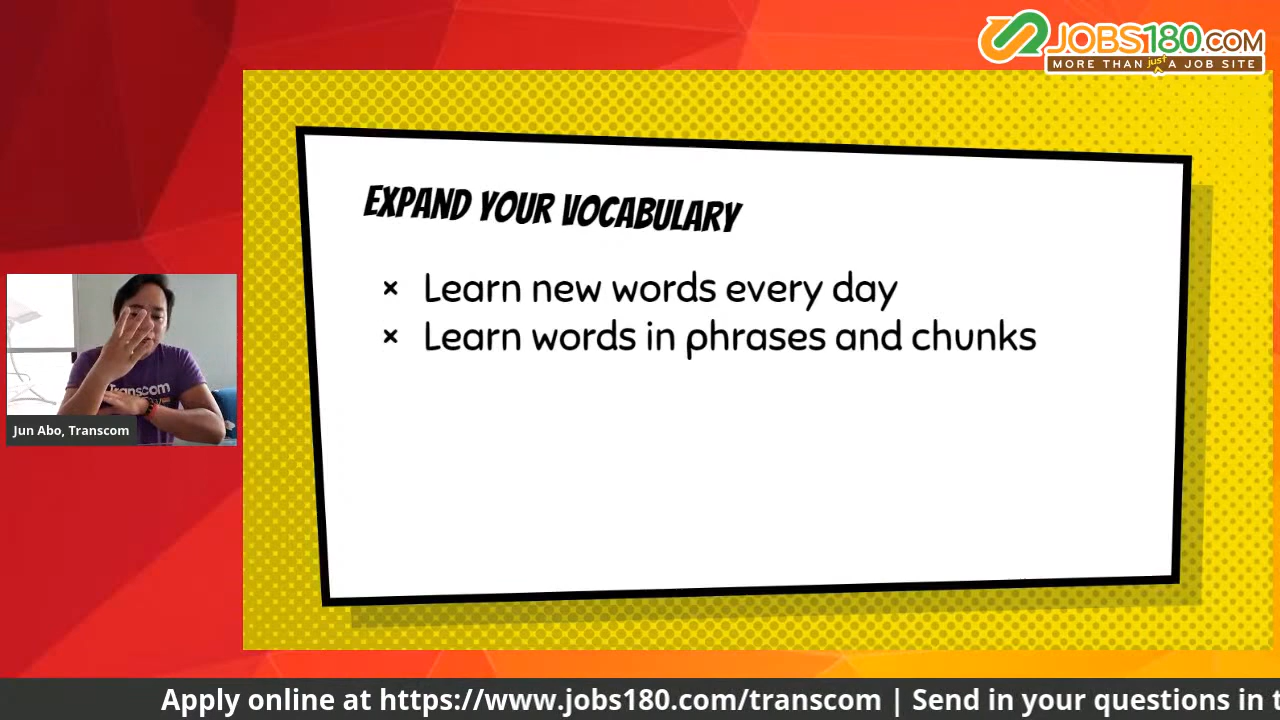 JOBS180.COM
MORE THAN just A JOB SITE
EXPAND YOUR VOCABULARY
× Learn new words every day
× Learn words in phrases and chunks
Transcom
Jun Abo, Transcom
Apply online at https://www.jobs180.com/transcom | Send in your questions in t